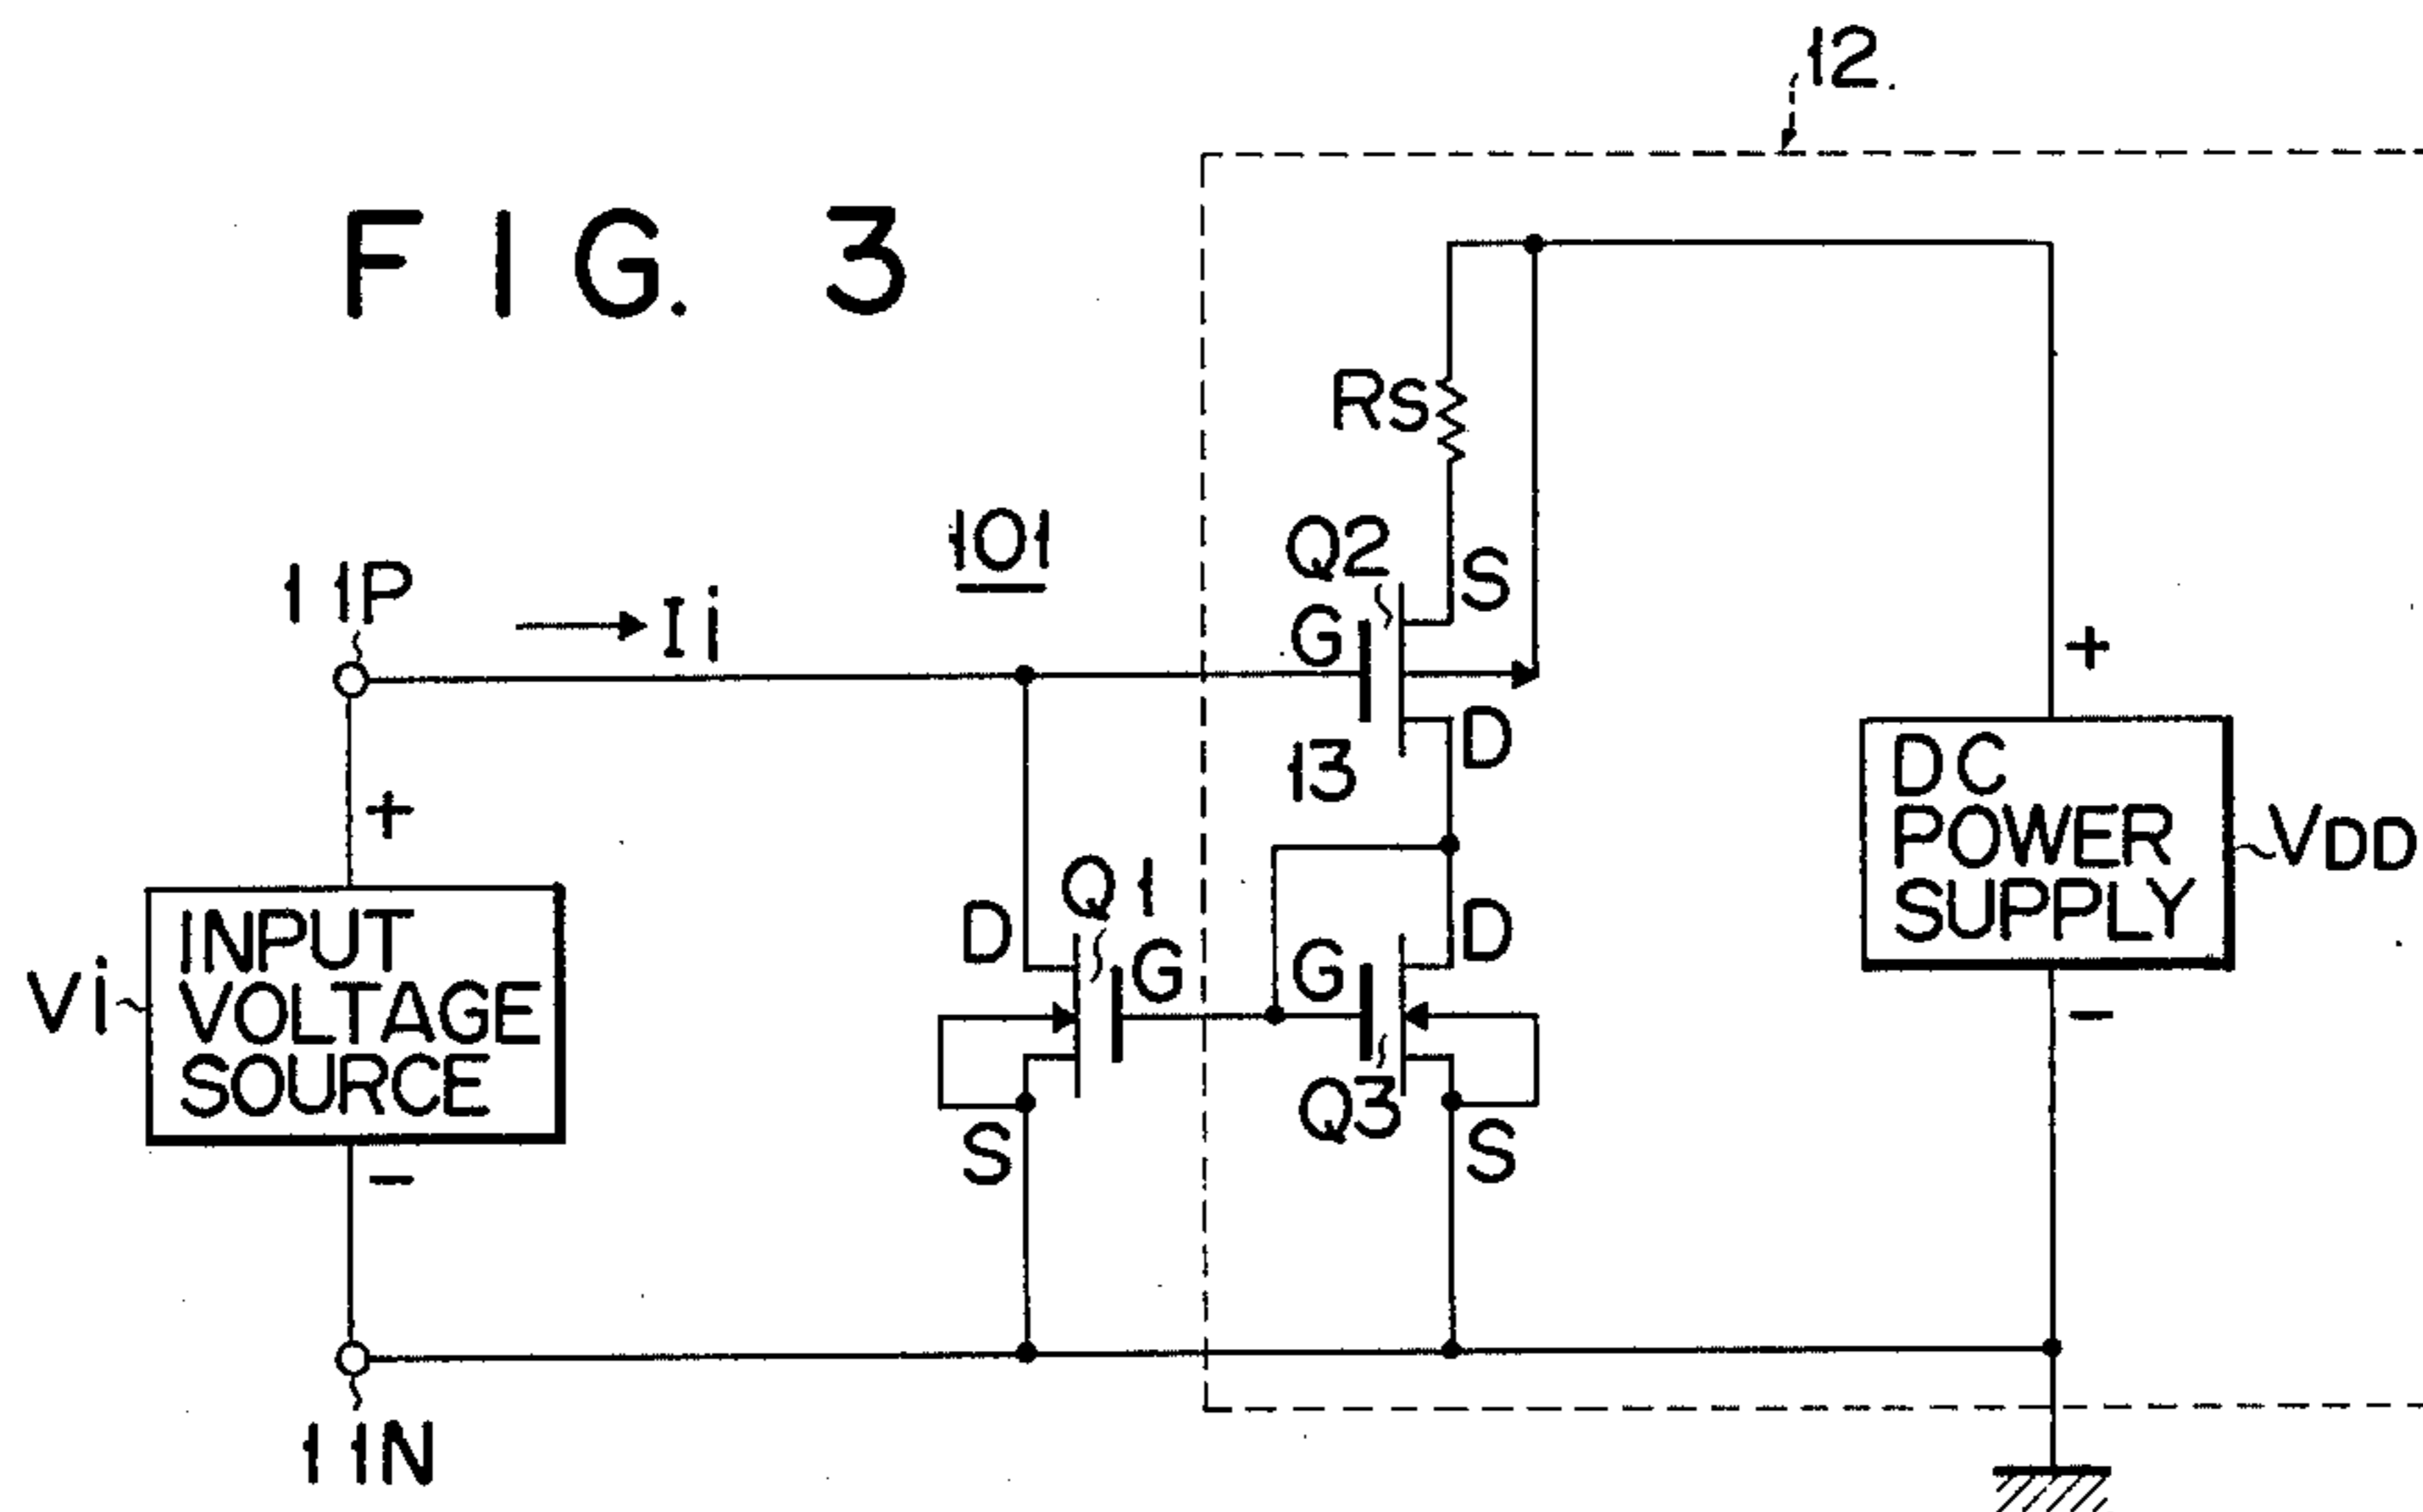 12.
FIG. 3
RS
101
Q2
S
11P
Ii
G
+
D
13
DC
POWER
SUPPLY
VDD
+
Q1
D
G
G
D
INPUT
VOLTAGE
SOURCE
Vi
-
Q3
S
S
-
11N